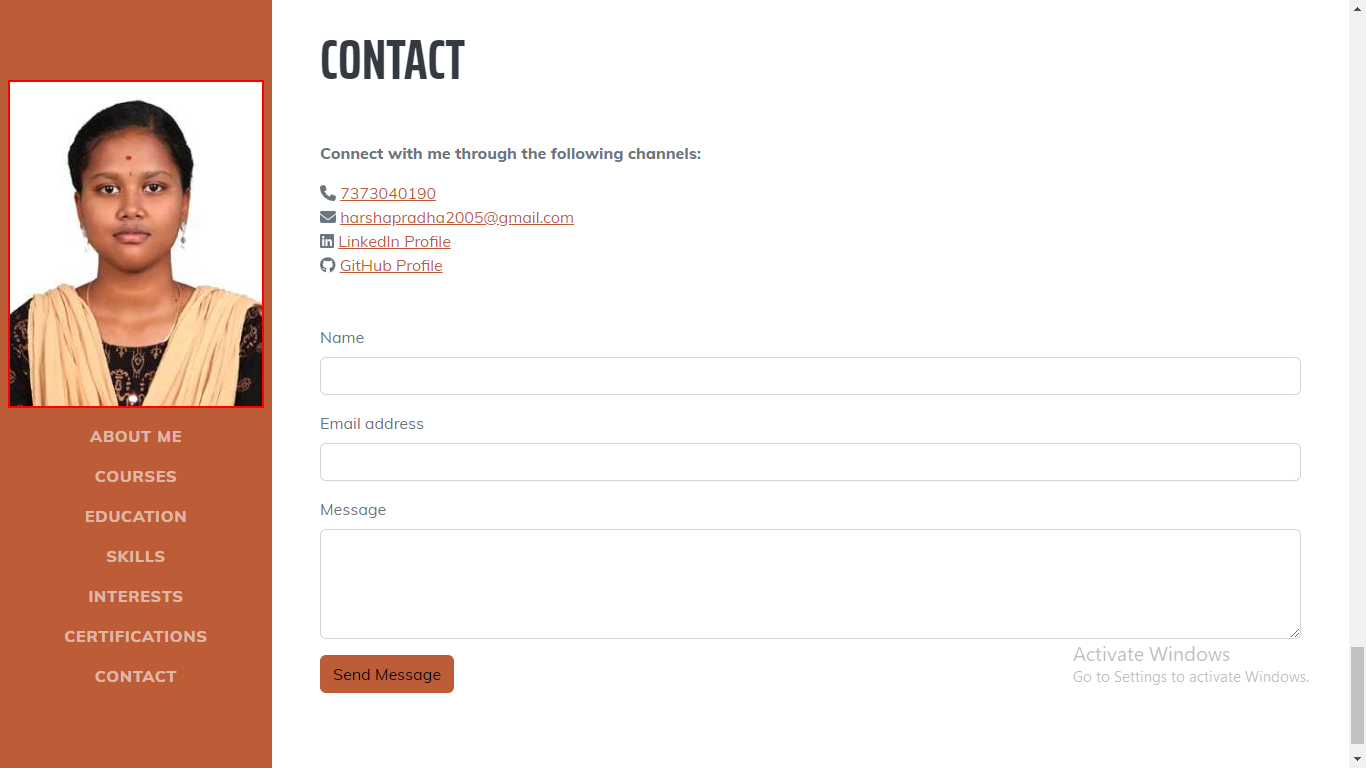 CONTACT
Connect with me through the following channels:
7373040190
harshapradha2005@gmail.com
LinkedIn Profile
GitHub Profile
Name
Email address
Message
Send Message
ABOUT ME
COURSES
EDUCATION
SKILLS
INTERESTS
CERTIFICATIONS
CONTACT
Activate Windows
Go to Settings to activate Windows.